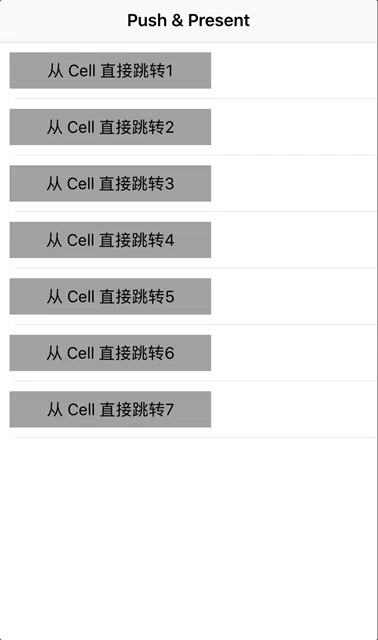 Push & Present
从 Cell 直接跳转1
从 Cell 直接跳转2
从 Cell 直接跳转3
从 Cell 直接跳转4
从 Cell 直接跳转5
从 Cell 直接跳转6
从 Cell 直接跳转7